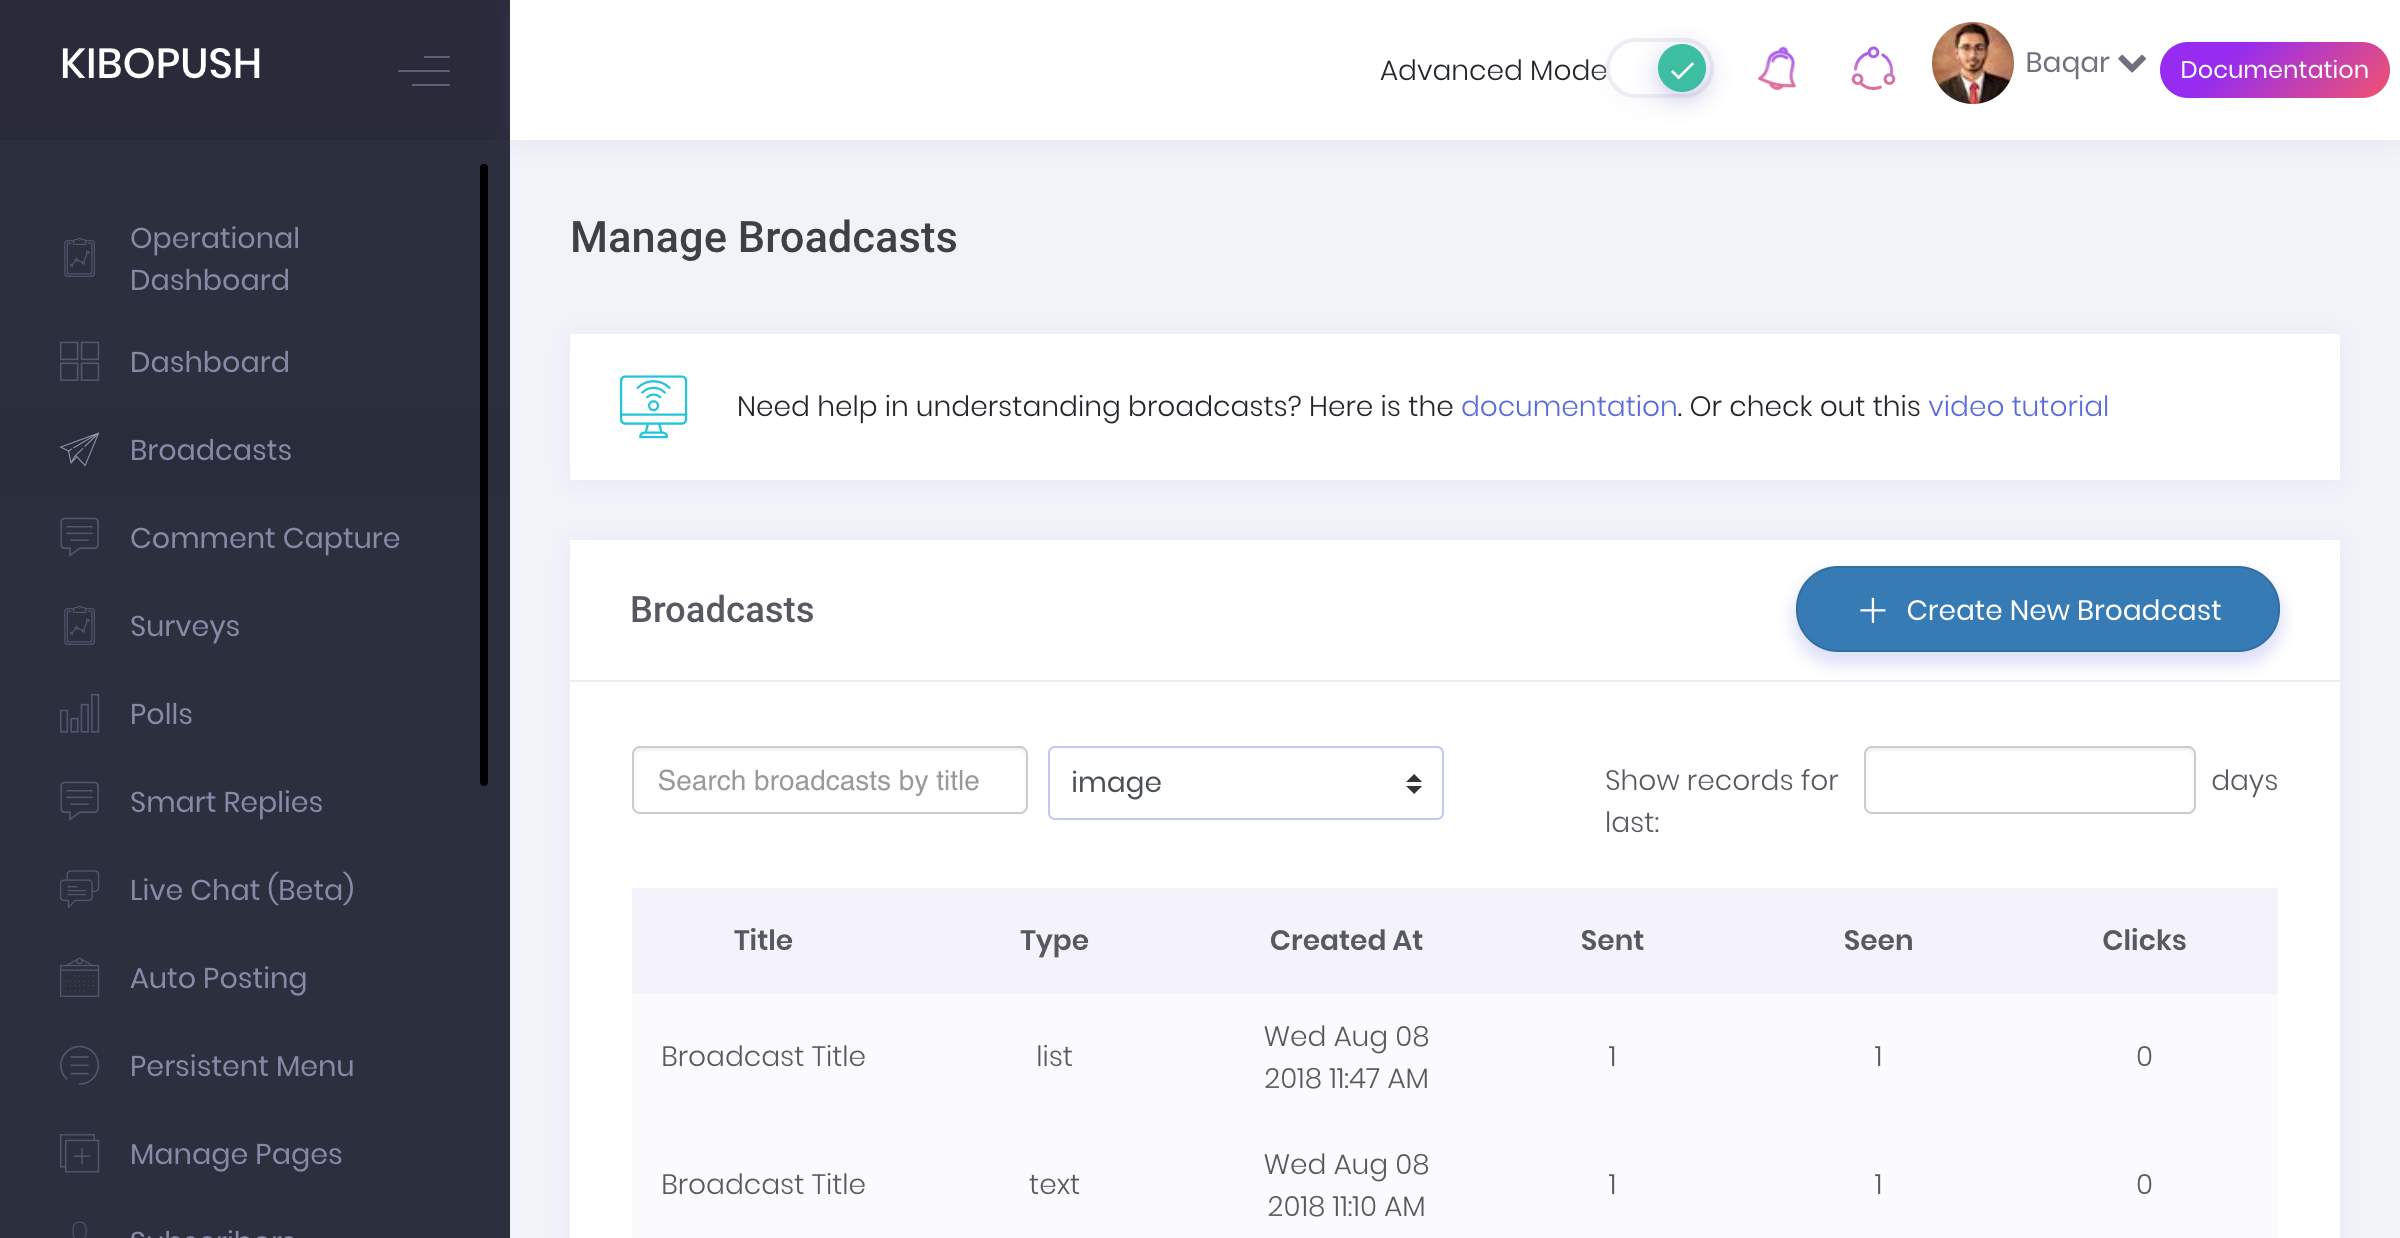 KIBOPUSH
Advanced Mode
Baqar
Documentation
Operational
Dashboard
Dashboard
Broadcasts
Comment Capture
Surveys
Polls
Smart Replies
Live Chat (Beta)
Auto Posting
Persistent Menu
Manage Pages
Subscribers
Manage Broadcasts
Need help in understanding broadcasts? Here is the documentation. Or check out this video tutorial
Broadcasts
Create New Broadcast
Search broadcasts by title
image
Show records for
last:
days
Title Type Created At Sent Seen Clicks
Broadcast Title list Wed Aug 08 1 1 0
2018 11:47 AM
Broadcast Title text Wed Aug 08 1 1 0
2018 11:10 AM